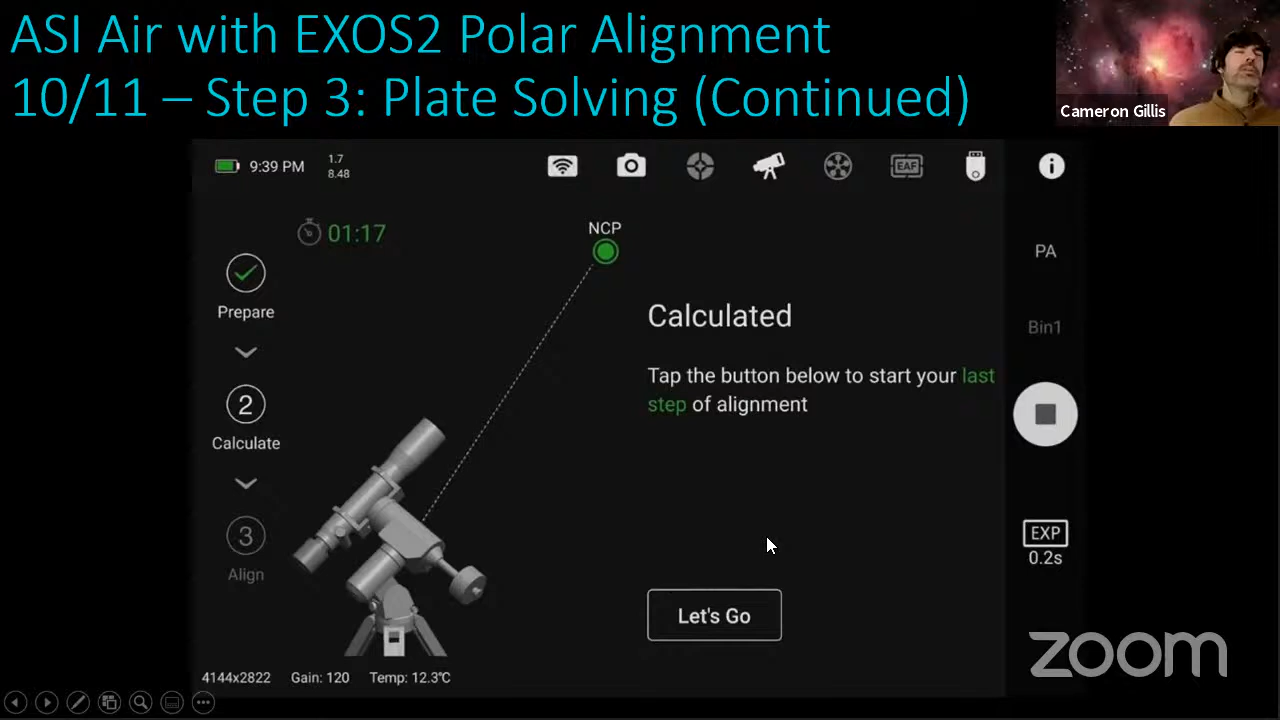 ASI Air with EXOS2 Polar Alignment
10/11 – Step 3: Plate Solving (Continued)
Cameron Gillis
9:39 PM
1.7
8.48
EAF
01:17
NCP
PA
Prepare
Calculated
Bin1
Tap the button below to start your last
step of alignment
2
Calculate
3
Align
EXP
0.2s
Let's Go
zoom
4144x2822 Gain: 120 Temp: 12.3℃